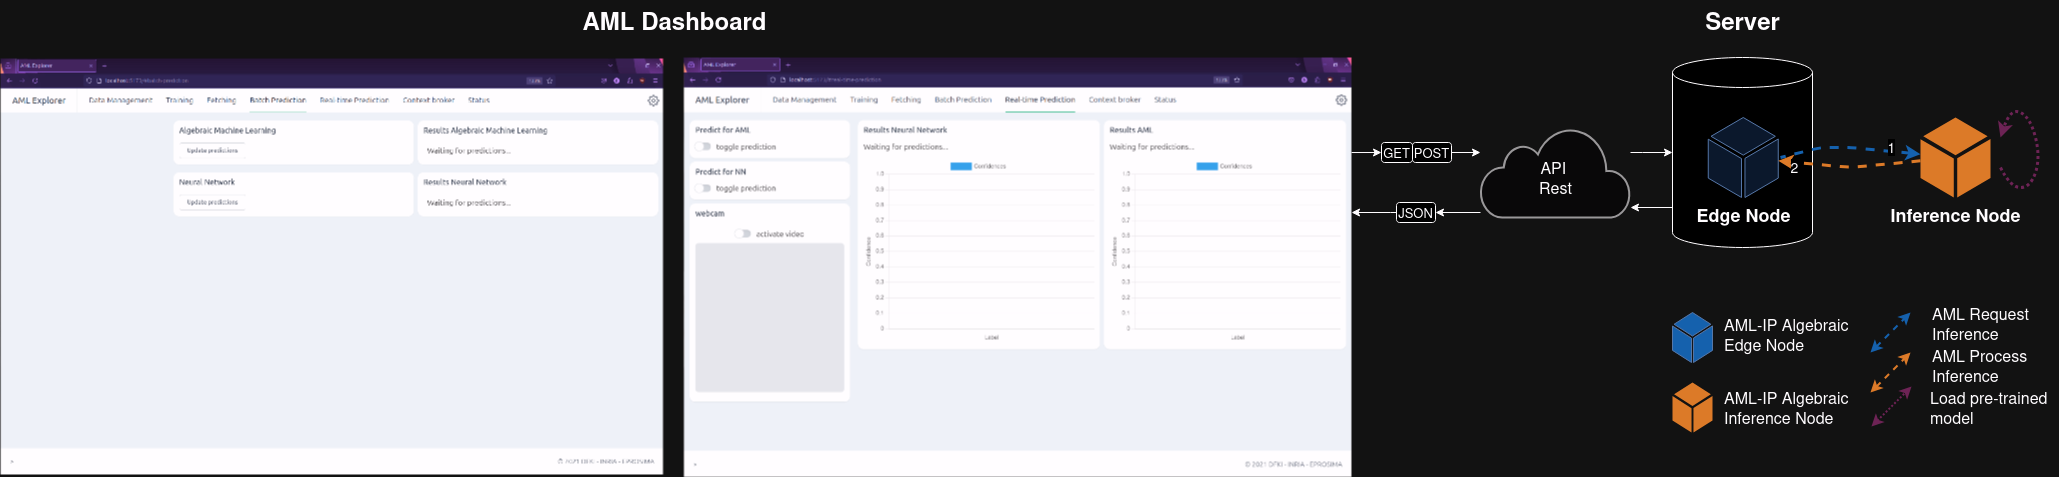 AML Dashboard
Server
AML Explorer
AML Explorer
Data Management
Training
Fetching
Batch Prediction
Real-time Prediction
Context broker
Status
Algebraic Machine Learning
Update predictions
Results Algebraic Machine Learning
Waiting for predictions...
Neural Network
Update predictions
Results Neural Network
Waiting for predictions...
AML Explorer
localhost
AML Explorer
Data Management
Training
Fetching
Batch Prediction
Real-time Prediction
Context broker
Status
Predict for AML
toggle prediction
Predict for NN
toggle prediction
webcam
activate video
Results Neural Network
Waiting for predictions...
Confidences
1.0
0.9
0.8
0.7
0.6
0.5
0.4
0.3
0.2
0.1
0
Confidence
Label
Results AML
Waiting for predictions...
Confidences
1.0
0.9
0.8
0.7
0.6
0.5
0.4
0.3
0.2
0.1
0
Confidence
Label
© 2021 DFKI - INRIA - EPROSIMA
GET
POST
JSON
API
Rest
1
2
Edge Node
Inference Node
AML-IP Algebraic
Edge Node
AML-IP Algebraic
Inference Node
AML Request
Inference
AML Process
Inference
Load pre-trained
model